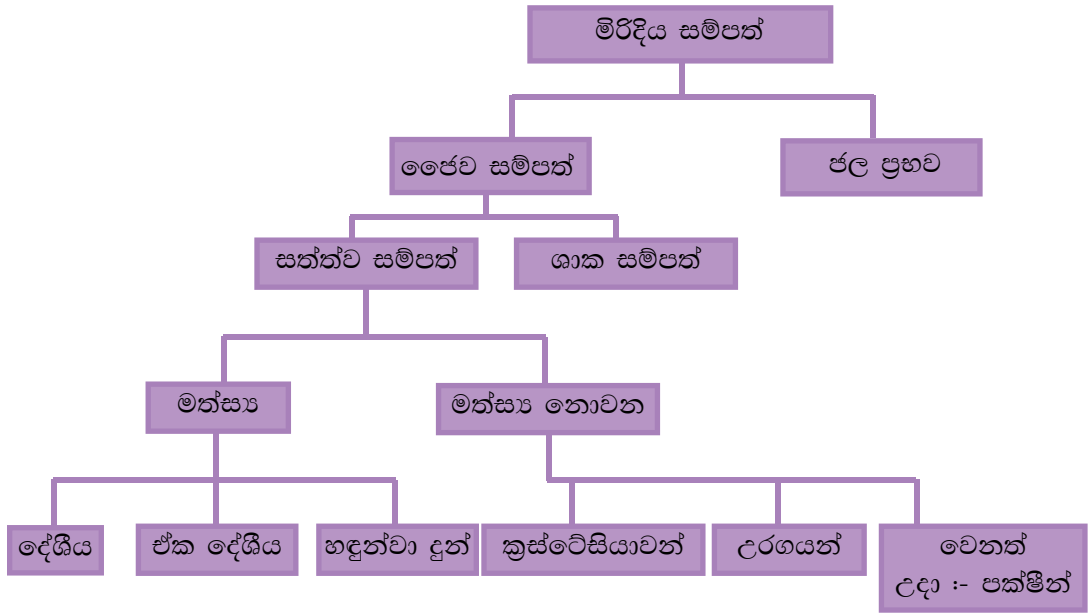 මිරිදිය සම්පත්
ජෛව සම්පත්
ජල ප්‍රභව
සත්ත්ව සම්පත්
ශාක සම්පත්
මත්ස්‍ය
මත්ස්‍ය නොවන
දේශීය
ඒක දේශීය
හඳුන්වා දුන්
ක්‍රස්ටේසියාවන්
උරගයන්
වෙනත්
උදා :- පක්ෂීන්